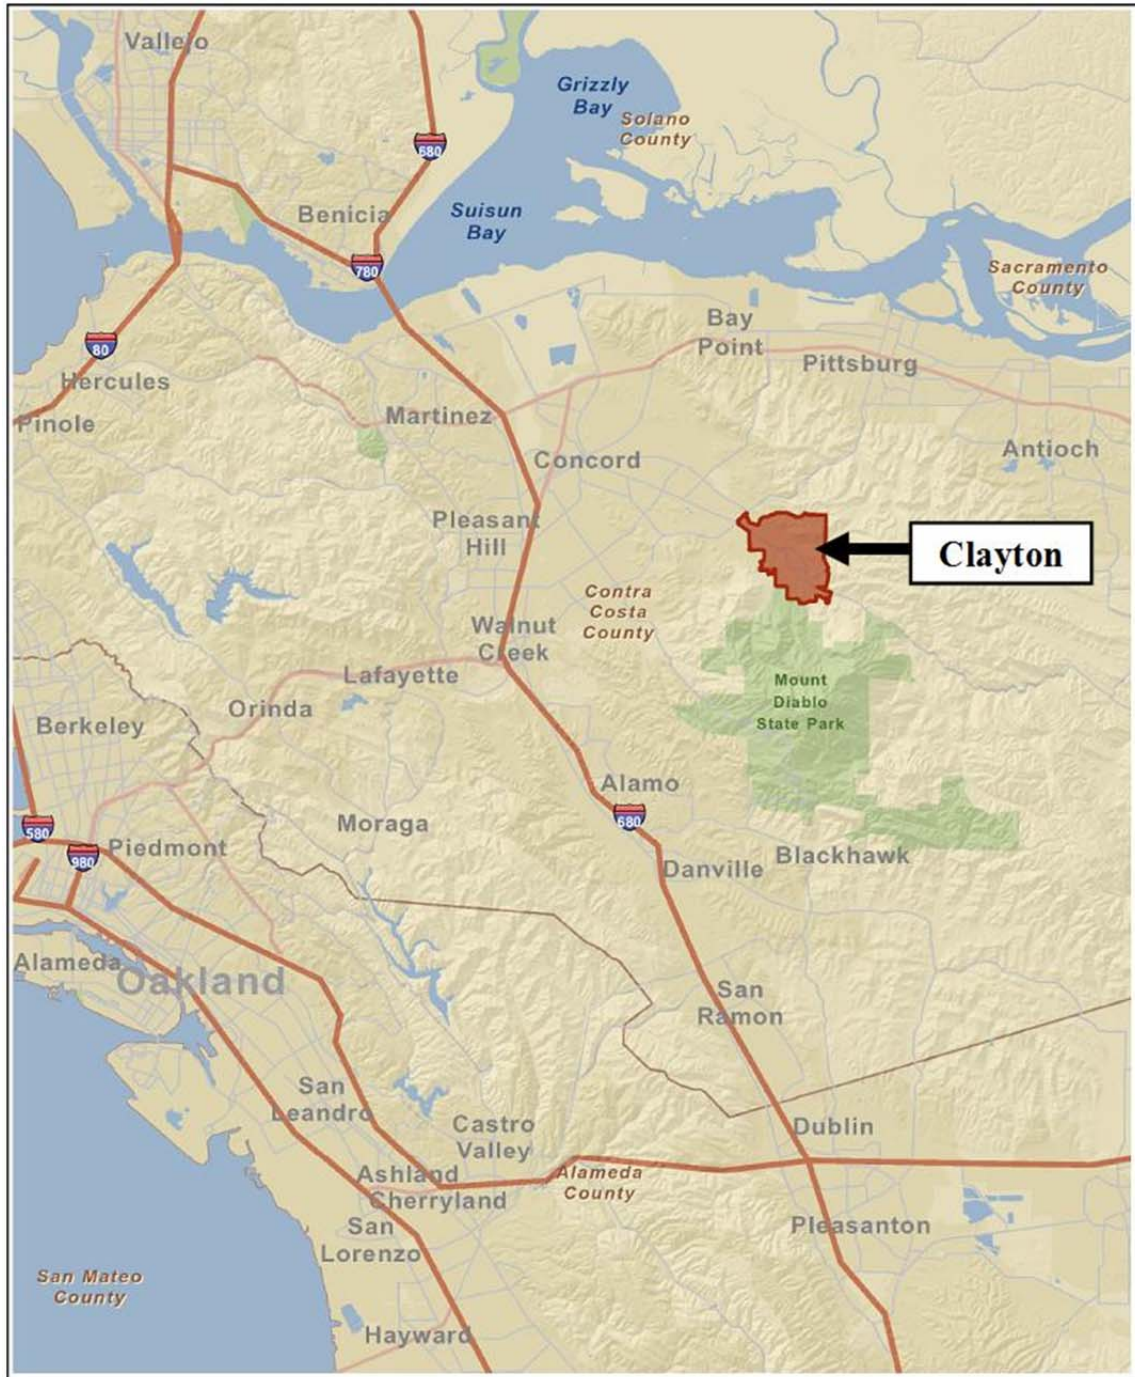 Vallejo
Grizzly
Bay
Solano
County
680
Benicia
Suisun
Bay
780
Sacramento
County
80
Bay
Point
Pittsburg
Hercules
Pinole
Martinez
Antioch
Concord
Pleasant
Hill
Clayton
Contra
Costa
County
Walnut
Creek
Lafayette
Orinda
Mount
Diablo
State Park
Berkeley
Alamo
680
Moraga
580
980
Piedmont
Blackhawk
Danville
Alameda
Oakland
San
Ramon
San
Leandro
Castro
Valley
Dublin
Ashland
Cherryland
Alameda
County
San
Lorenzo
Pleasanton
San Mateo
County
Hayward